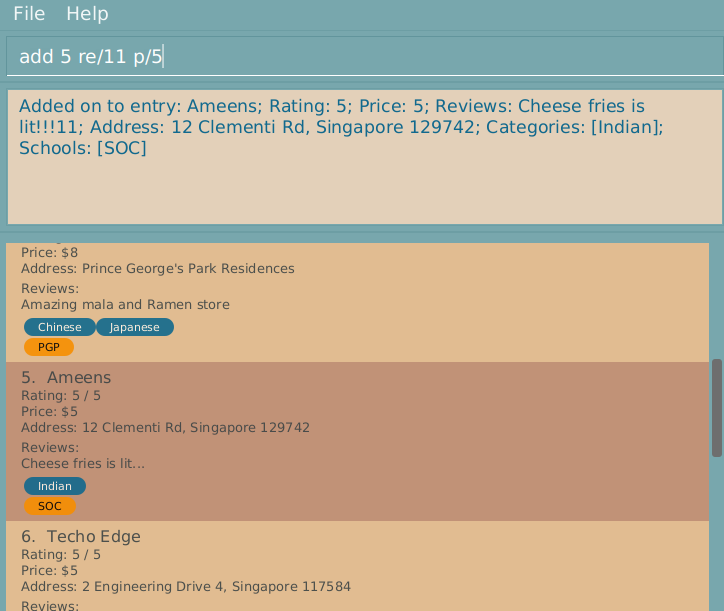 File Help
add 5 re/11 p/5
Added on to entry: Ameens; Rating: 5; Price: 5; Reviews: Cheese fries is
lit!!!11; Address: 12 Clementi Rd, Singapore 129742; Categories: [Indian];
Schools: [SOC]
Price: $8
Address: Prince George's Park Residences
Reviews:
Amazing mala and Ramen store
Chinese Japanese
PGP
5. Ameens
Rating: 5 / 5
Price: $5
Address: 12 Clementi Rd, Singapore 129742
Reviews:
Cheese fries is lit...
Indian
SOC
6. Techo Edge
Rating: 5 / 5
Price: $5
Address: 2 Engineering Drive 4, Singapore 117584
Reviews: